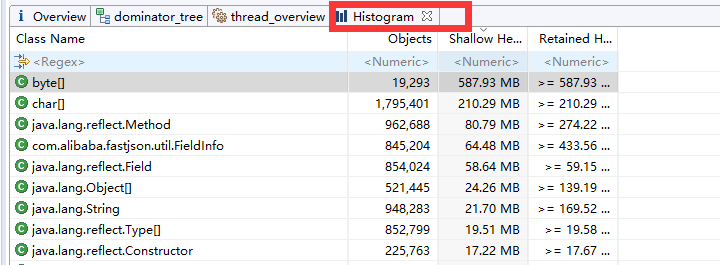 i Overview dominator_tree thread_overview Histogram
Class Name Objects Shallow He... Retained H...
<Regex> <Numeric> <Numeric> <Numeric>
byte[] 19,293 587.93 MB >= 587.93 ...
char[] 1,795,401 210.29 MB >= 210.29 ...
java.lang.reflect.Method 962,688 80.79 MB >= 274.22 ...
com.alibaba.fastjson.util.FieldInfo 845,204 64.48 MB >= 433.56 ...
java.lang.reflect.Field 854,024 58.64 MB >= 59.15 ...
java.lang.Object[] 521,445 24.26 MB >= 139.19 ...
java.lang.String 948,283 21.70 MB >= 169.52 ...
java.lang.reflect.Type[] 852,799 19.51 MB >= 19.58 ...
java.lang.reflect.Constructor 225,763 17.22 MB >= 17.67 ...